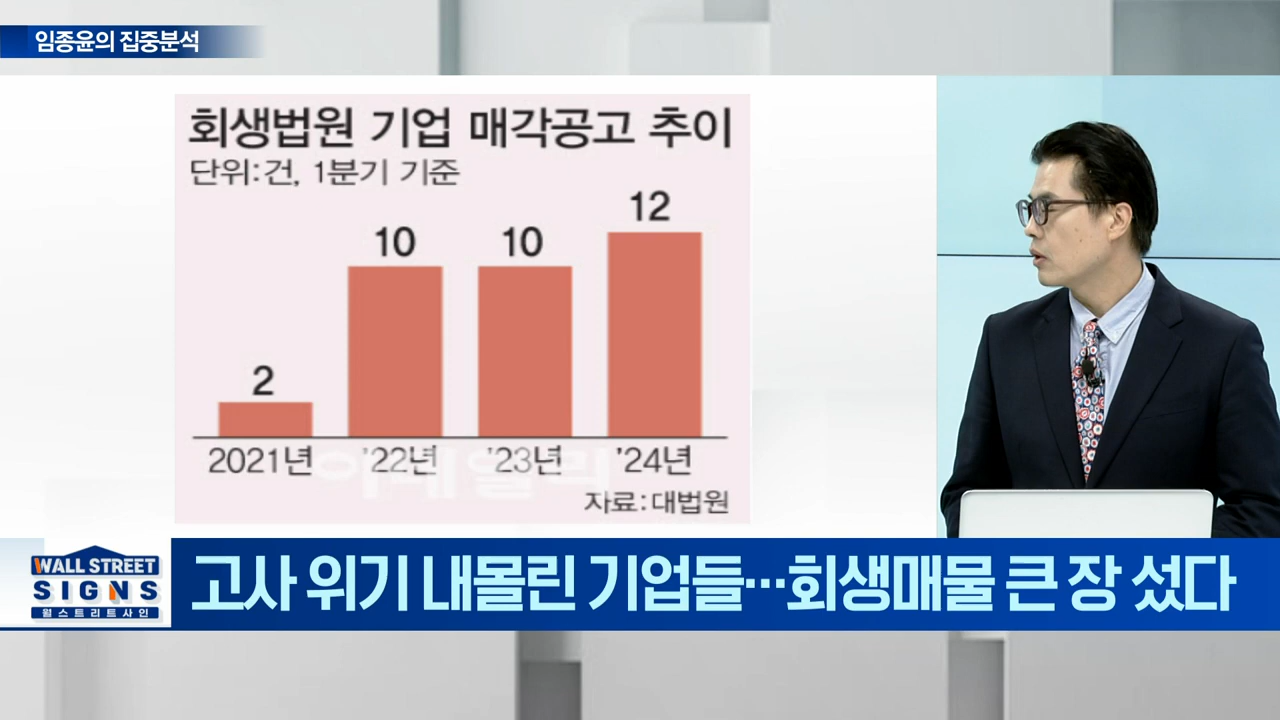 임종윤의 집중분석
회생법원 기업 매각공고 추이
단위:건, 1분기 기준
2
10
10
12
2021년
'22년
'23년
'24년
이데일리
자료:대법원
WALL STREET
SIGNS
월스트리트사인
고사 위기 내몰린 기업들…회생매물 큰 장 섰다